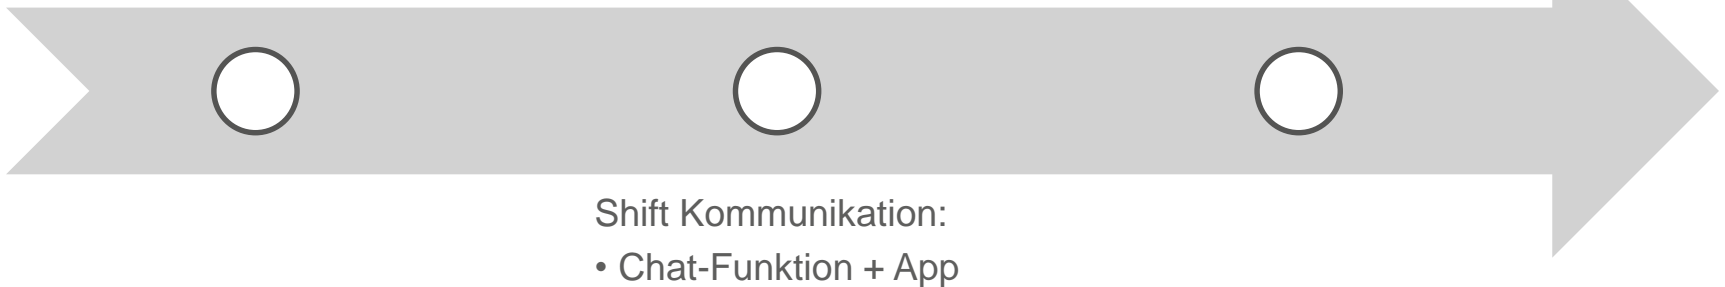 Shift Kommunikation:
• Chat-Funktion + App